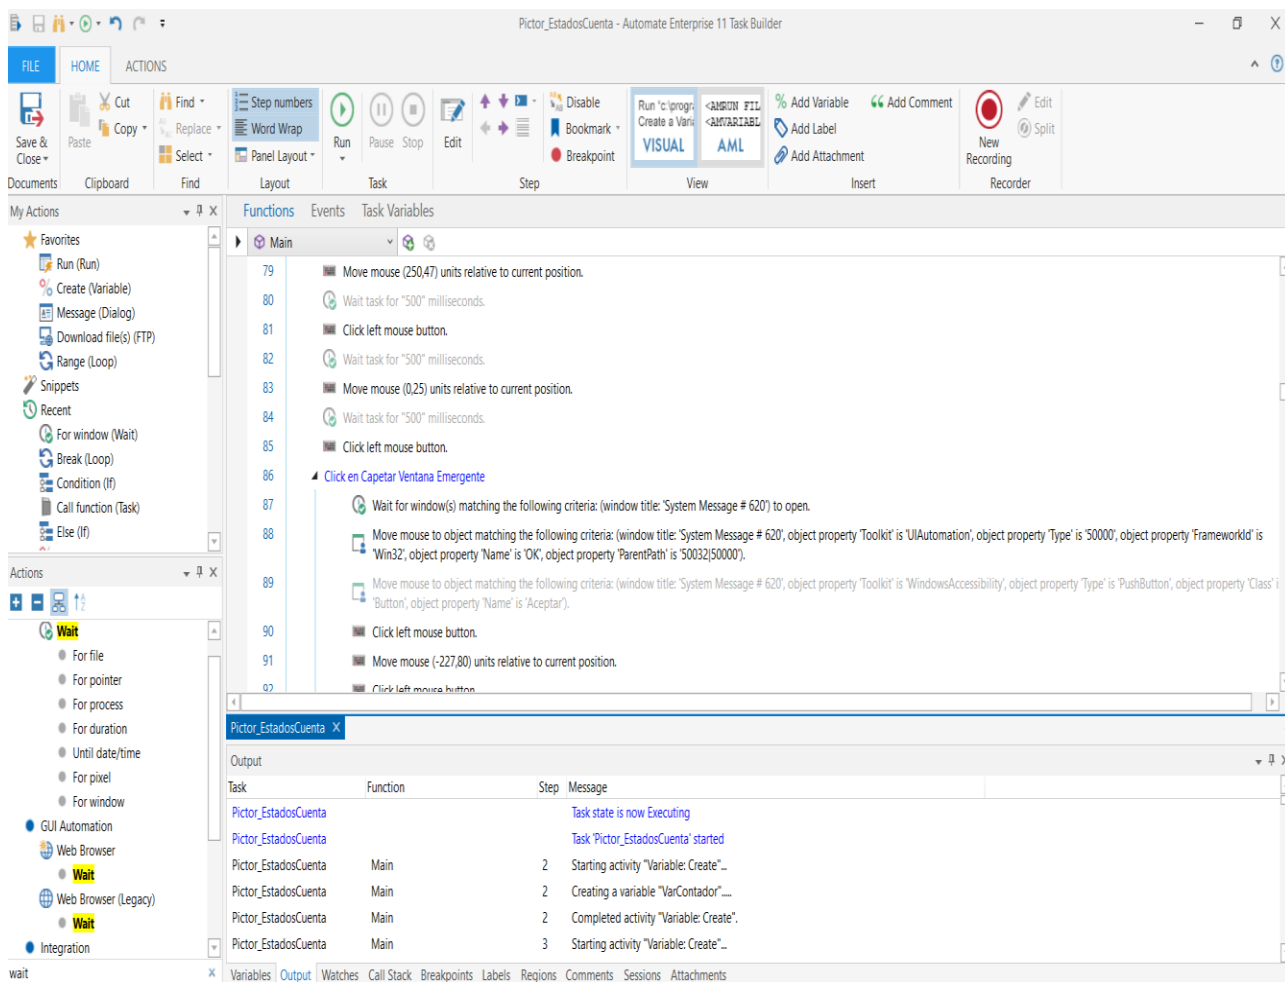 Pictor_EstadosCuenta - Automate Enterprise 11 Task Builder
FILE HOME ACTIONS
Save & Close
Paste
Cut
Copy
Find
Replace
Select
Step numbers
Word Wrap
Panel Layout
Run
Pause
Stop
Edit
Disable
Bookmark
Breakpoint
Run "c:\progr
Create a Vari
VISUAL
<AMRUN FIL
<AMVARIABL
AML
Add Variable
Add Label
Add Attachment
Add Comment
New Recording
Edit
Split
Documents Clipboard Find Layout Task Step View Insert Recorder
My Actions
Favorites
Run (Run)
Create (Variable)
Message (Dialog)
Download file(s) (FTP)
Range (Loop)
Snippets
Recent
For window (Wait)
Break (Loop)
Condition (If)
Call function (Task)
Else (If)
Actions
Wait
For file
For pointer
For process
For duration
Until date/time
For pixel
For window
GUI Automation
Web Browser
Wait
Web Browser (Legacy)
Wait
Integration
wait
Functions Events Task Variables
Main
79 Move mouse (250,47) units relative to current position.
80 Wait task for "500" milliseconds.
81 Click left mouse button.
82 Wait task for "500" milliseconds.
83 Move mouse (0,25) units relative to current position.
84 Wait task for "500" milliseconds.
85 Click left mouse button.
86 Click en Capetar Ventana Emergente
87 Wait for window(s) matching the following criteria: (window title: 'System Message # 620') to open.
88 Move mouse to object matching the following criteria: (window title: 'System Message # 620', object property 'Toolkit' is 'UIAutomation', object property 'Type' is '50000', object property 'FrameworkId' is
'Win32', object property 'Name' is 'OK', object property 'ParentPath' is '50032|50000').
89 Move mouse to object matching the following criteria: (window title: 'System Message # 620', object property 'Toolkit' is 'WindowsAccessibility', object property 'Type' is 'PushButton', object property 'Class' i
'Button', object property 'Name' is 'Aceptar').
90 Click left mouse button.
91 Move mouse (-227,80) units relative to current position.
92 Click left mouse button
Pictor_EstadosCuenta X
Output
Task Function Step Message
Pictor_EstadosCuenta Task state is now Executing
Pictor_EstadosCuenta Task 'Pictor_EstadosCuenta' started
Pictor_EstadosCuenta Main 2 Starting activity "Variable: Create"...
Pictor_EstadosCuenta Main 2 Creating a variable "VarContador".....
Pictor_EstadosCuenta Main 2 Completed activity "Variable: Create".
Pictor_EstadosCuenta Main 3 Starting activity "Variable: Create"...
Variables Output Watches Call Stack Breakpoints Labels Regions Comments Sessions Attachments